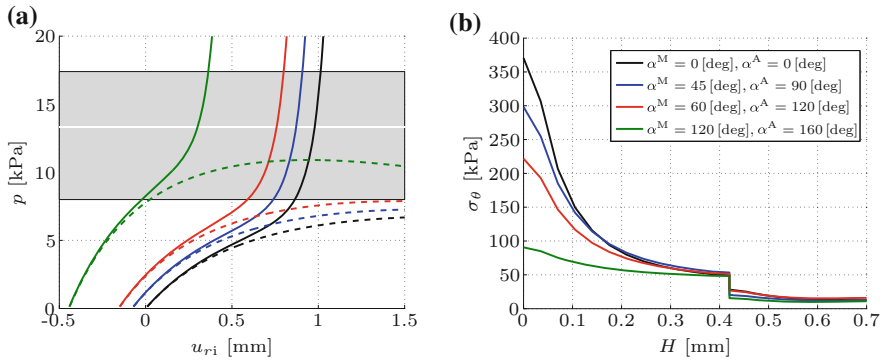 (a)
20
15
10
5
0
p [kPa]
-0.5 0 0.5 1 1.5
u_ri [mm]
(b)
400
350
300
250
200
150
100
50
0
σ_θ [kPa]
α^M = 0 [deg], α^A = 0 [deg]
α^M = 45 [deg], α^A = 90 [deg]
α^M = 60 [deg], α^A = 120 [deg]
α^M = 120 [deg], α^A = 160 [deg]
0 0.1 0.2 0.3 0.4 0.5 0.6 0.7
H [mm]